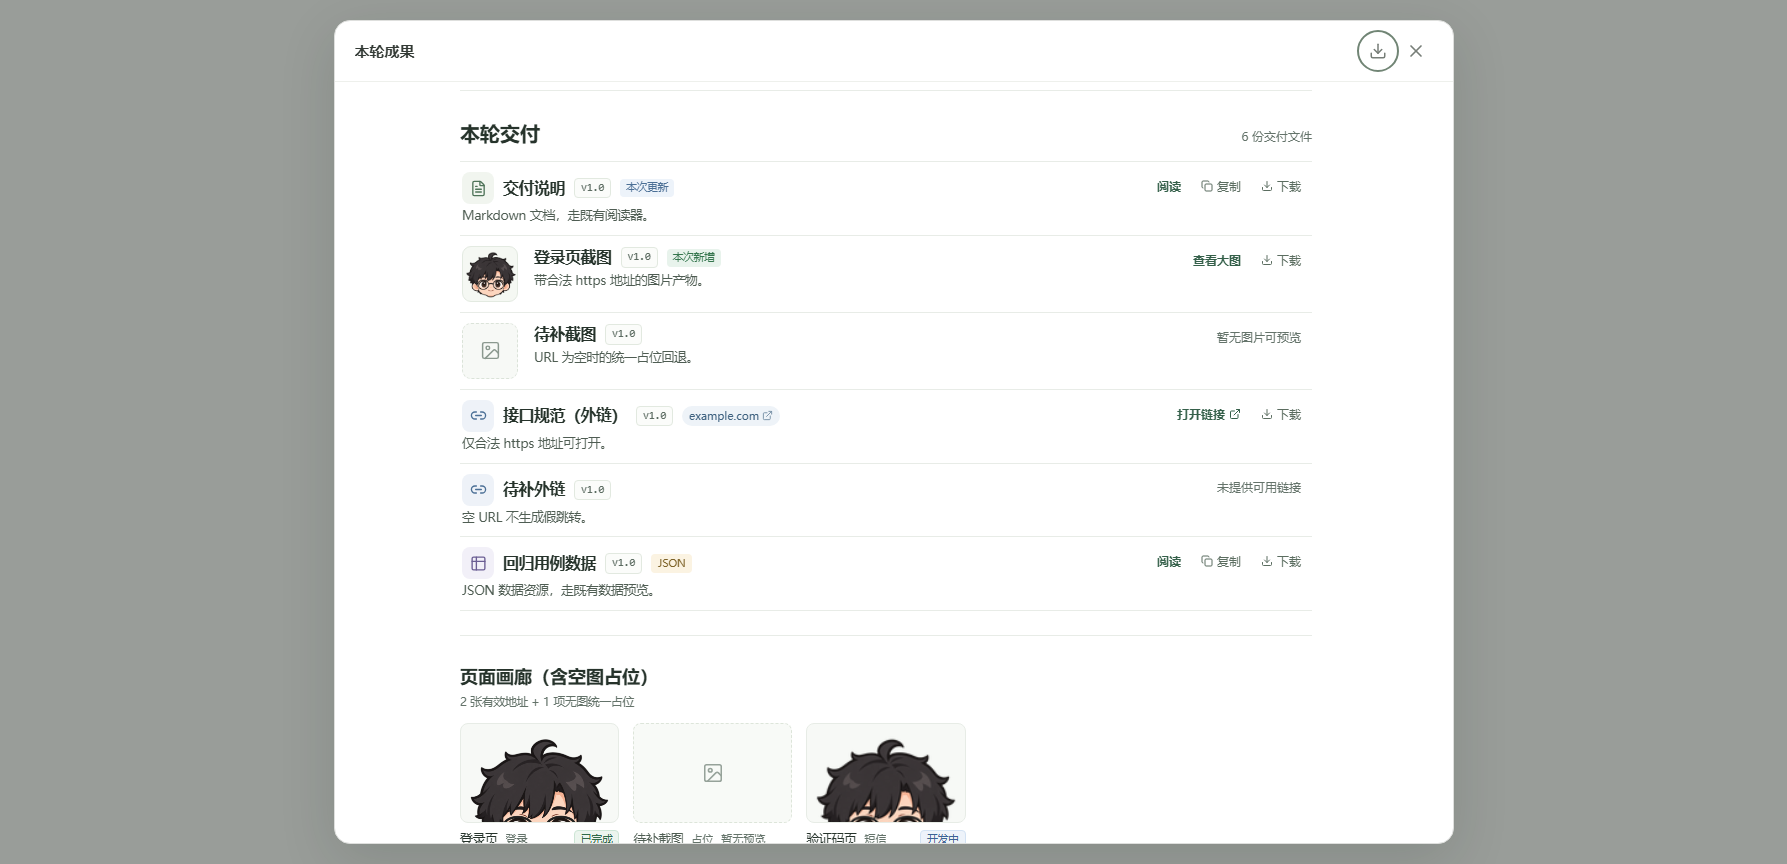 本轮成果
本轮交付
6 份交付文件
交付说明 v1.0 本次更新 阅读 复制 下载
Markdown 文档，走既有阅读器。
登录页截图 v1.0 本次新增 查看大图 下载
带合法 https 地址的图片产物。
待补截图 v1.0 暂无图片可预览
URL 为空时的统一占位回退。
接口规范（外链） v1.0 example.com 打开链接 下载
仅合法 https 地址可打开。
待补外链 v1.0 未提供可用链接
空 URL 不生成假跳转。
回归用例数据 v1.0 JSON 阅读 复制 下载
JSON 数据资源，走既有数据预览。
页面画廊（含空图占位）
2 张有效地址 + 1 项无图统一占位
登录页 登录 已完成 待补截图 占位 暂无预览 验证码页 短信 开发中